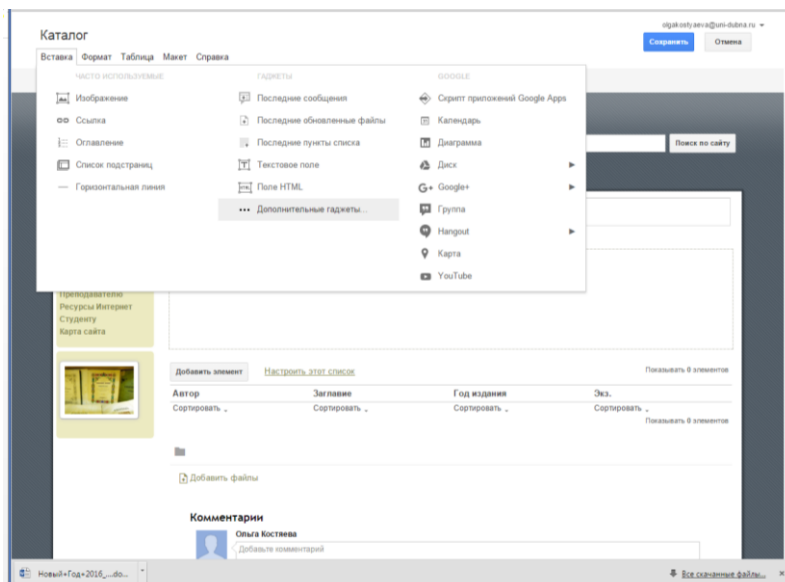 olgakostyaeva@uni-dubna.ru
Каталог
Сохранить Отмена
Вставка Формат Таблица Макет Справка
ЧАСТО ИСПОЛЬЗУЕМЫЕ ГАДЖЕТЫ GOOGLE
Изображение Последние сообщения Скрипт приложений Google Apps
Ссылка Последние обновленные файлы Календарь
Оглавление Последние пункты списка Диаграмма
Поиск по сайту
Список подстраниц Текстовое поле Диск
Горизонтальная линия Поле HTML Google+
Дополнительные гаджеты... Группа
Hangout
Карта
YouTube
Преподавателю
Ресурсы Интернет
Студенту
Карта сайта
Добавить элемент Настроить этот список Показывать 0 элементов
Автор Заглавие Год издания Экз.
Сортировать Сортировать Сортировать Сортировать
Показывать 0 элементов
Добавить файлы
Комментарии
Ольга Костяева
Добавьте комментарий
Новый+Год+2016_....do... Все скачанные файлы...